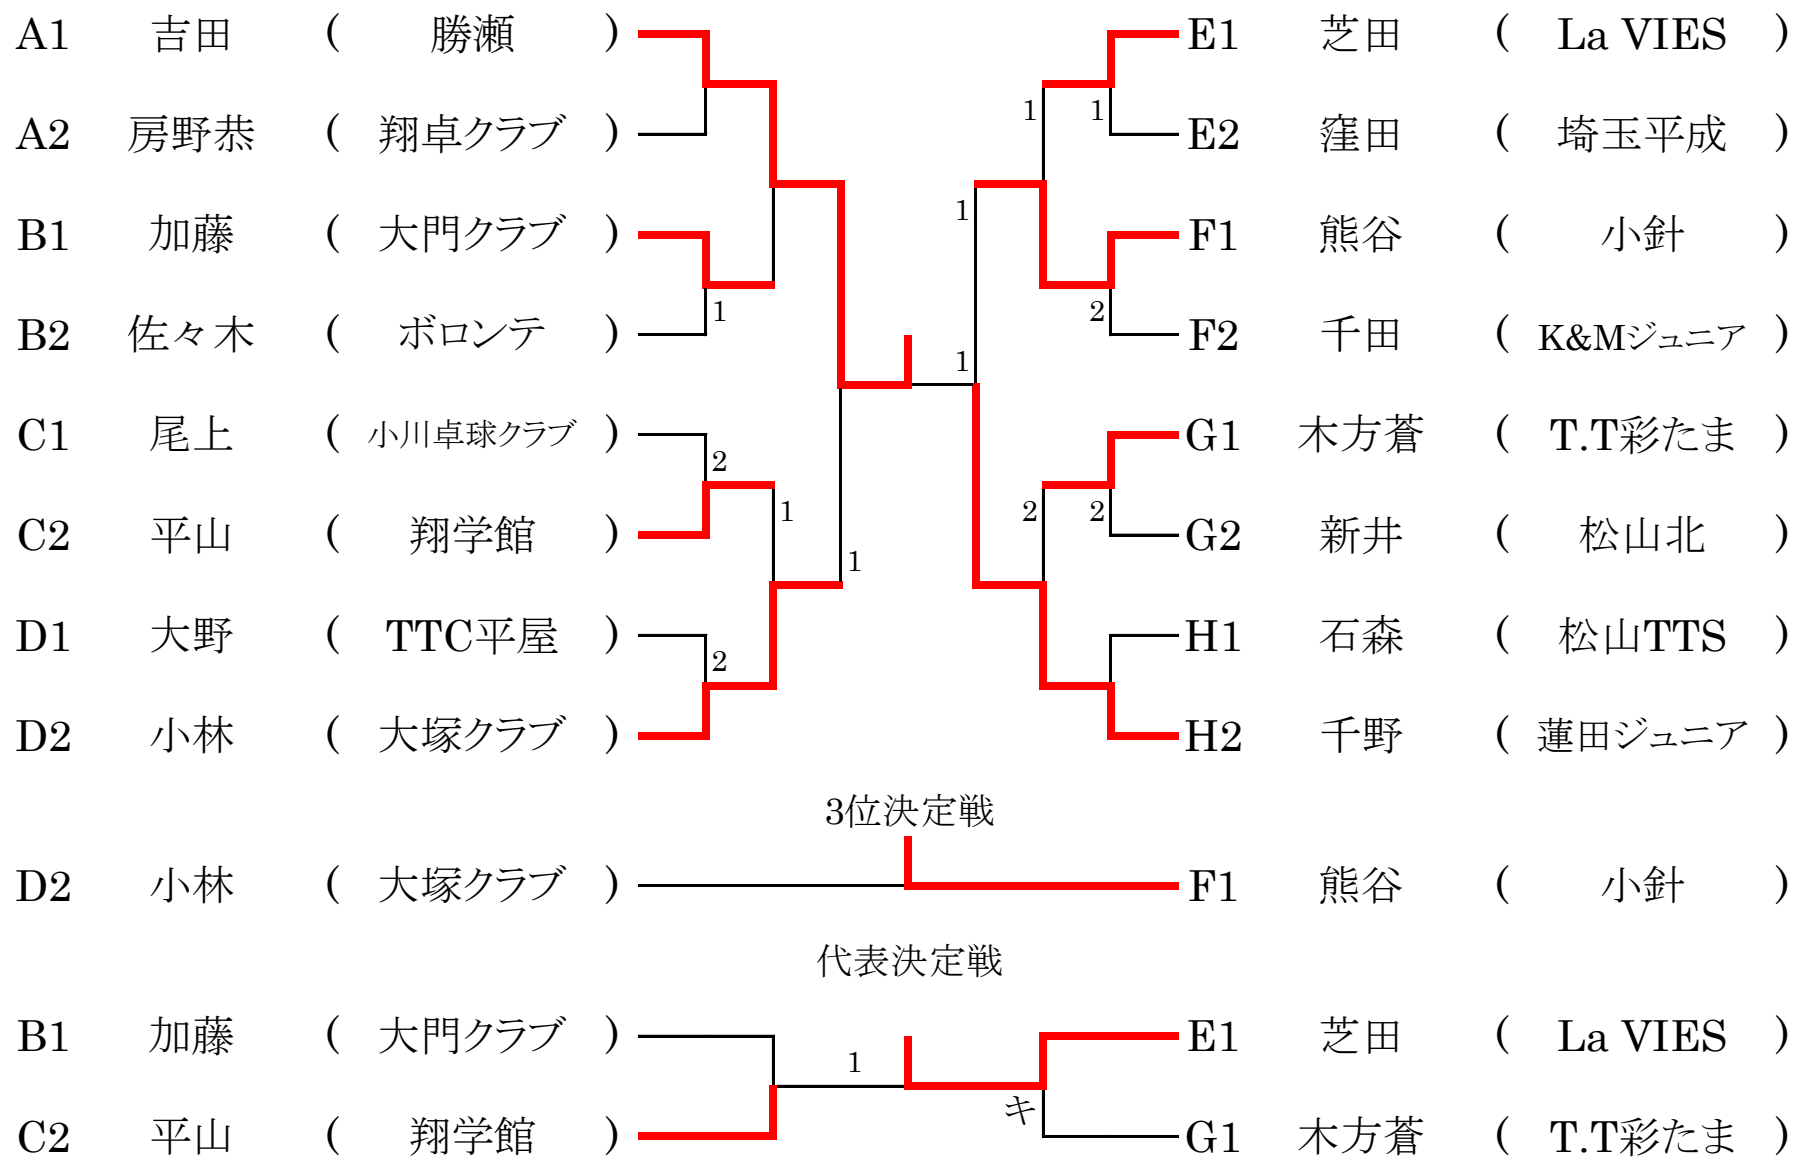 A1 吉田 ( 勝瀬 ) E1 芝田 ( La VIES )
1 1
A2 房野恭 ( 翔卓クラブ ) E2 窪田 ( 埼玉平成 )
1
B1 加藤 ( 大門クラブ ) F1 熊谷 ( 小針 )
1 2
B2 佐々木 ( ボロンテ ) F2 千田 ( K&Mジュニア )
1
C1 尾上 ( 小川卓球クラブ ) G1 木方蒼 ( T.T彩たま )
2
1 2 2
C2 平山 ( 翔学館 ) G2 新井 ( 松山北 )
1
D1 大野 ( TTC平屋 ) H1 石森 ( 松山TTS )
2
D2 小林 ( 大塚クラブ ) H2 千野 ( 蓮田ジュニア )
3位決定戦
D2 小林 ( 大塚クラブ ) F1 熊谷 ( 小針 )
代表決定戦
B1 加藤 ( 大門クラブ ) E1 芝田 ( La VIES )
1
キ
C2 平山 ( 翔学館 ) G1 木方蒼 ( T.T彩たま )